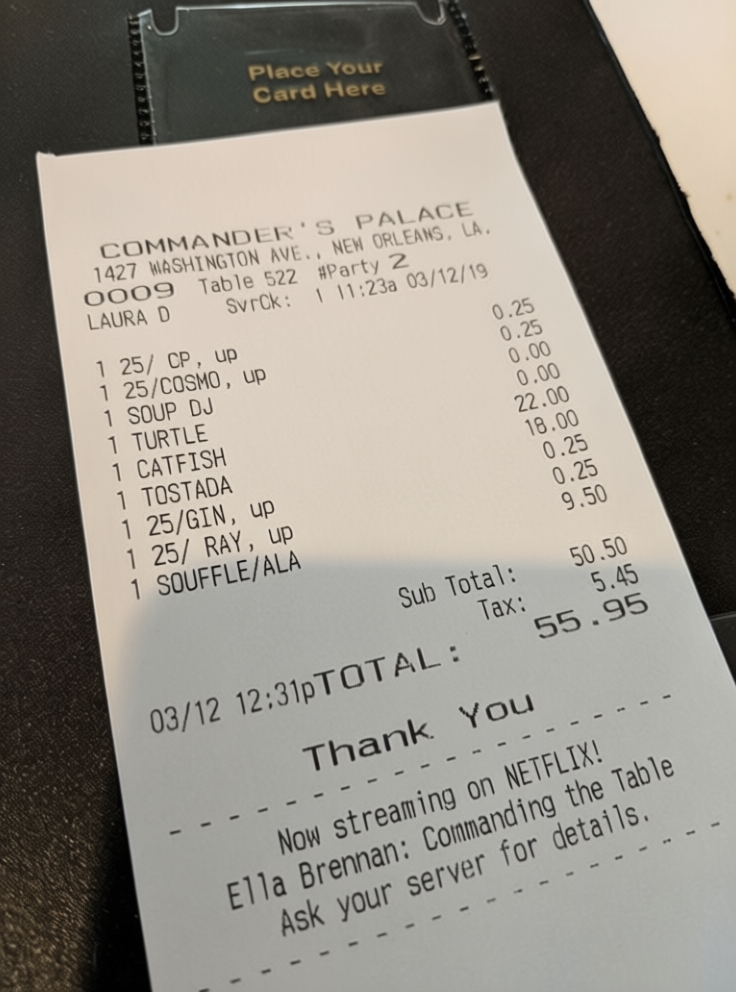 Place Your
Card Here
COMMANDER'S PALACE
1427 WASHINGTON AVE., NEW ORLEANS, LA.
0009 Table 522 #Party 2
LAURA D SvrCk: 1 11:23a 03/12/19
1 25/ CP, up 0.25
1 25/COSMO, up 0.25
1 SOUP DJ 0.00
1 TURTLE 0.00
1 CATFISH 22.00
1 TOSTADA 18.00
1 25/GIN, up 0.25
1 25/ RAY, up 0.25
1 SOUFFLE/ALA 9.50
Sub Total: 50.50
Tax: 5.45
03/12 12:31pTOTAL: 55.95
Thank You
- - - - - - - - - - - - - - - - - - - -
Now streaming on NETFLIX!
Ella Brennan: Commanding the Table
Ask your server for details.
- - - - - - - - - - - - - - - - - - - -